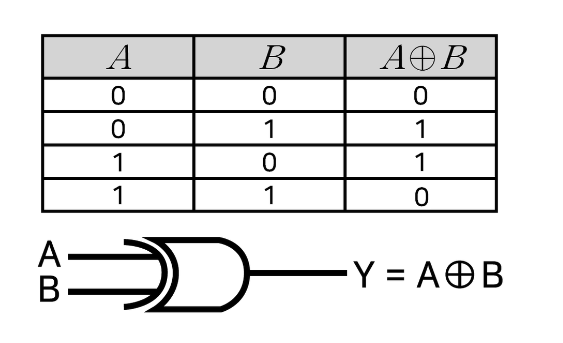 A B A⊕B
0 0 0
0 1 1
1 0 1
1 1 0
A
B
Y = A⊕B